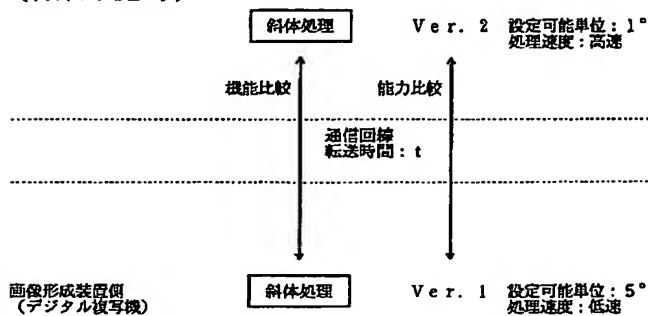 斜体処理 Ver. 2 設定可能単位：1°
処理速度：高速
機能比較 能力比較
通信回線
転送時間：t
画像形成装置側
（デジタル複写機）
斜体処理 Ver. 1 設定可能単位：5°
処理速度：低速